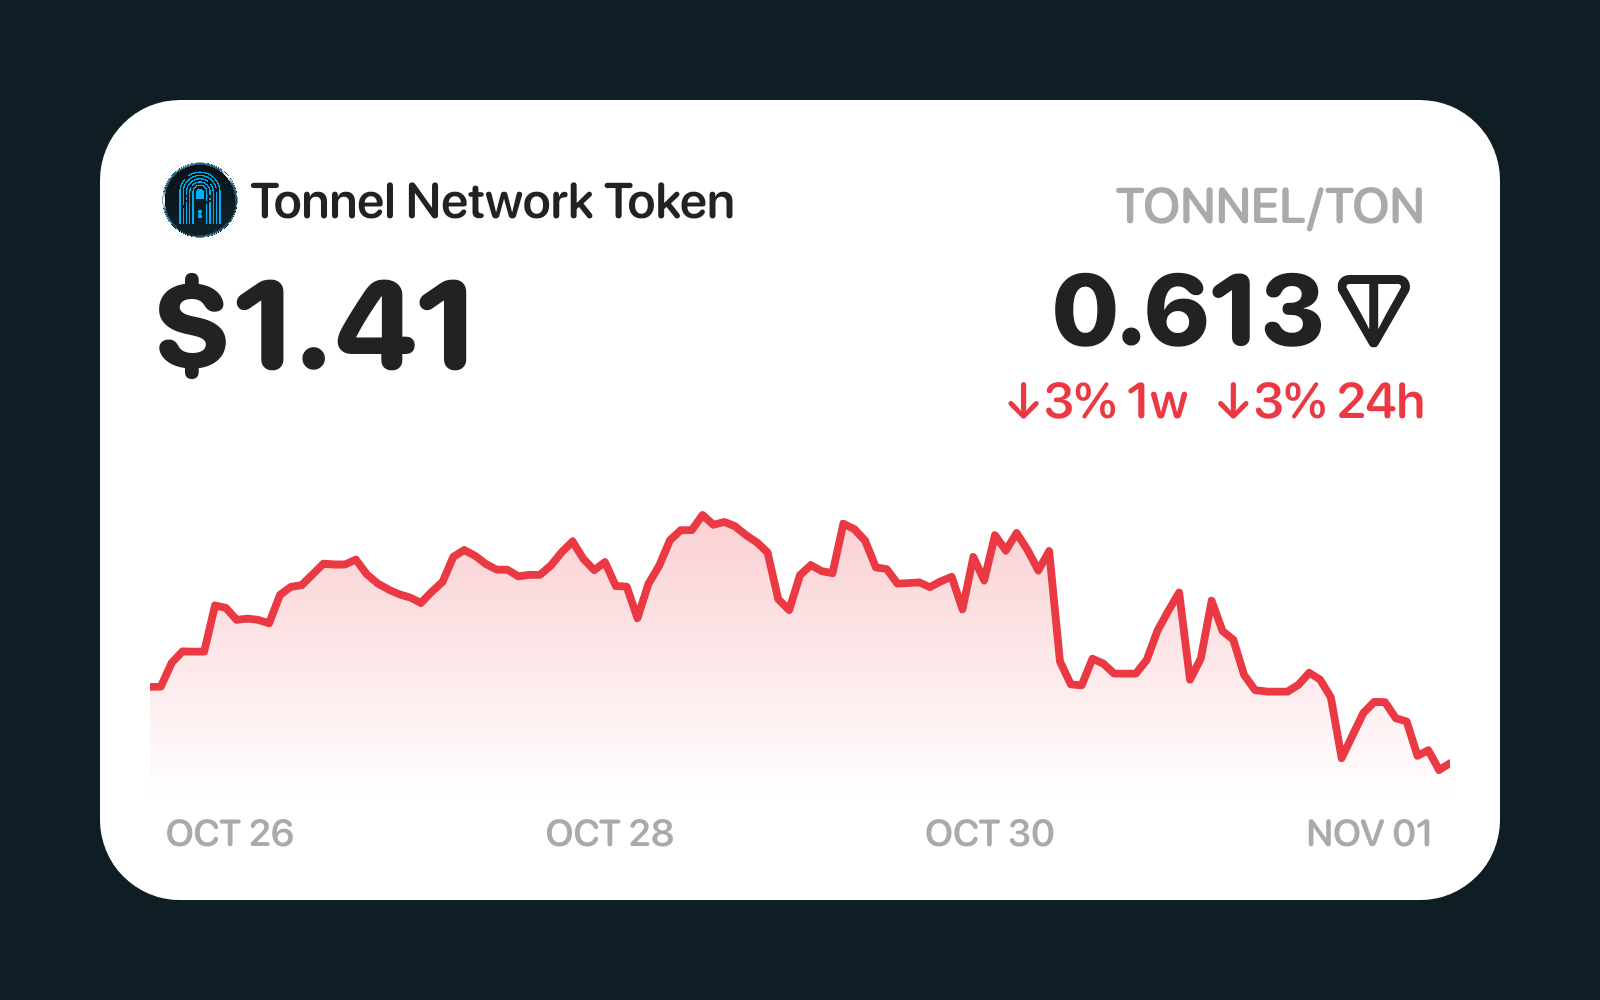 Tonnel Network Token
TONNEL/TON
$1.41
0.613
↓3% 1w ↓3% 24h
OCT 26
OCT 28
OCT 30
NOV 01